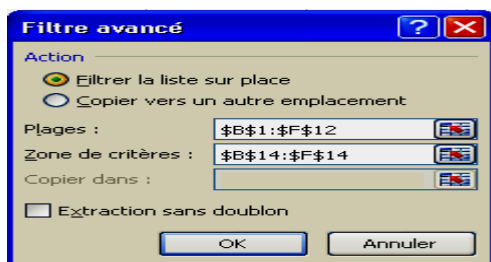 Filtre avancé
Action
Filtrer la liste sur place
Copier vers un autre emplacement
Plages : $B$1:$F$12
Zone de critères : $B$14:$F$14
Copier dans :
Extraction sans doublon
OK Annuler